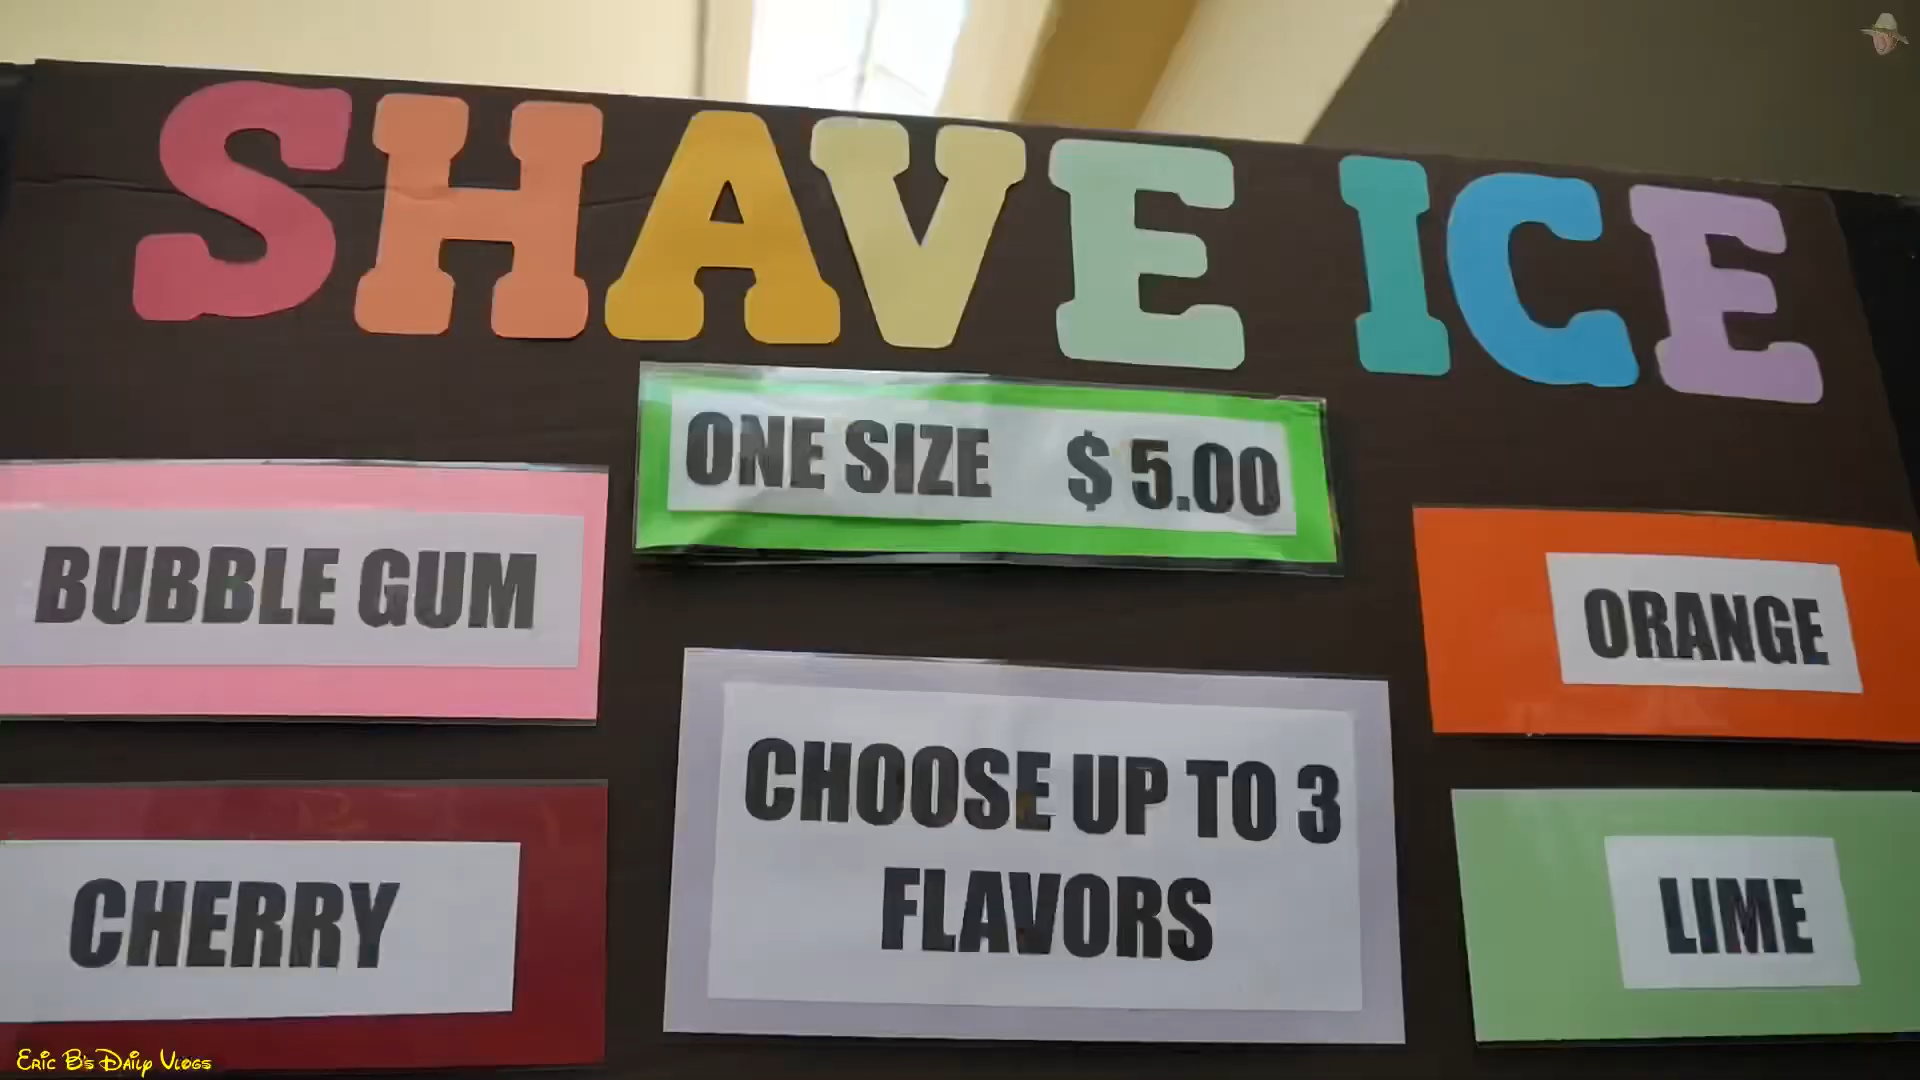 SHAVE ICE
ONE SIZE $5.00
BUBBLE GUM
ORANGE
CHOOSE UP TO 3
FLAVORS
CHERRY
LIME
Eric B's Daily Vlogs